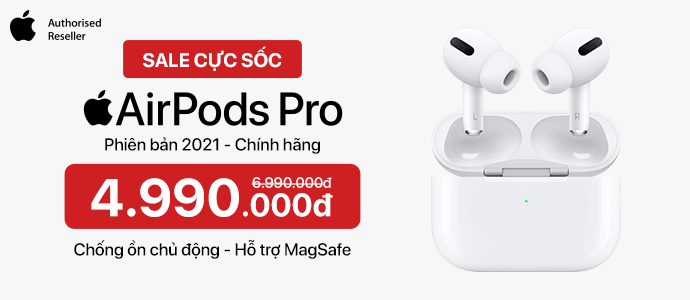 Authorised
Reseller
SALE CỰC SỐC
AirPods Pro
Phiên bản 2021 - Chính hãng
6.990.000đ
4.990.000đ
Chống ồn chủ động - Hỗ trợ MagSafe
L
R